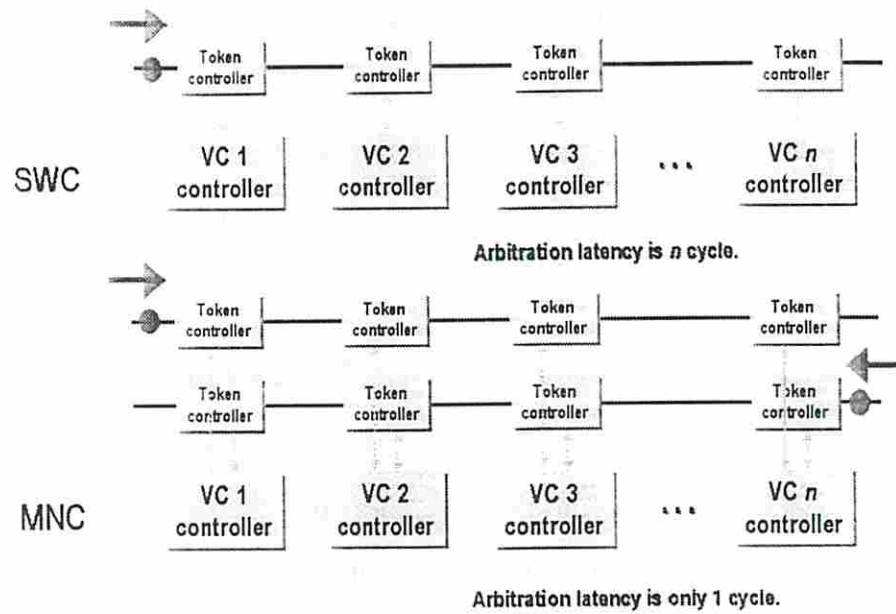 Token controller Token controller Token controller Token controller
SWC
VC 1 controller VC 2 controller VC 3 controller ... VC n controller
Arbitration latency is n cycle.
Token controller Token controller Token controller Token controller
Token controller Token controller Token controller Token controller
MNC
VC 1 controller VC 2 controller VC 3 controller ... VC n controller
Arbitration latency is only 1 cycle.